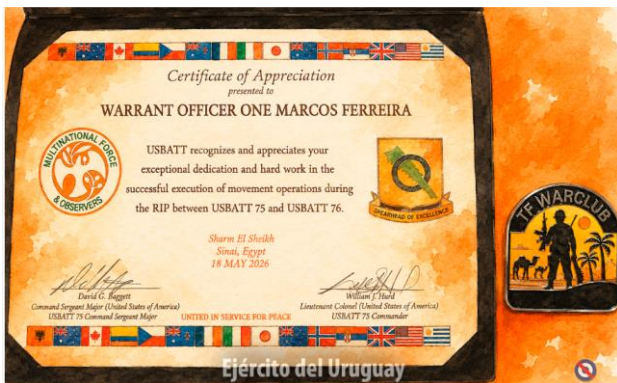 Certificate of Appreciation
presented to
WARRANT OFFICER ONE MARCOS FERREIRA
MULTINATIONAL FORCE
& OBSERVERS
USBATT recognizes and appreciates your
exceptional dedication and hard work in the
successful execution of movement operations during
the RIP between USBATT 75 and USBATT 76.
SPEARHEAD OF EXCELLENCE
Sharm El Sheikh
Sinai, Egypt
18 MAY 2026
David G. Baggett
Command Sergeant Major (United States of America)
USBATT 75 Command Sergeant Major
William J. Hurd
Lieutenant Colonel (United States of America)
USBATT 75 Commander
UNITED IN SERVICE FOR PEACE
TF WARCLUB
Ejército del Uruguay